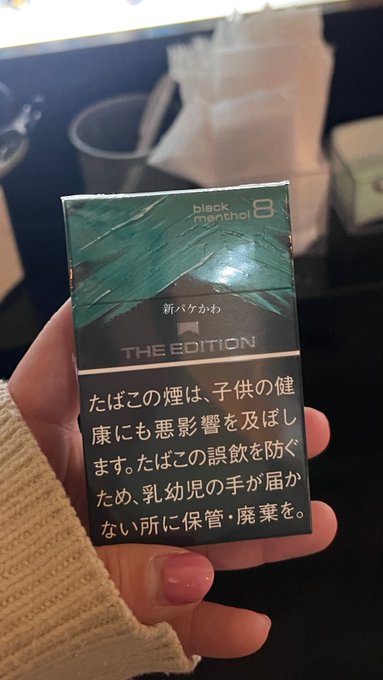 black
menthol 8
新パケかわ
THE EDITION
たばこの煙は、子供の健
康にも悪影響を及ぼし
ます。たばこの誤飲を防ぐ
ため、乳幼児の手が届か
ない所に保管・廃棄を。